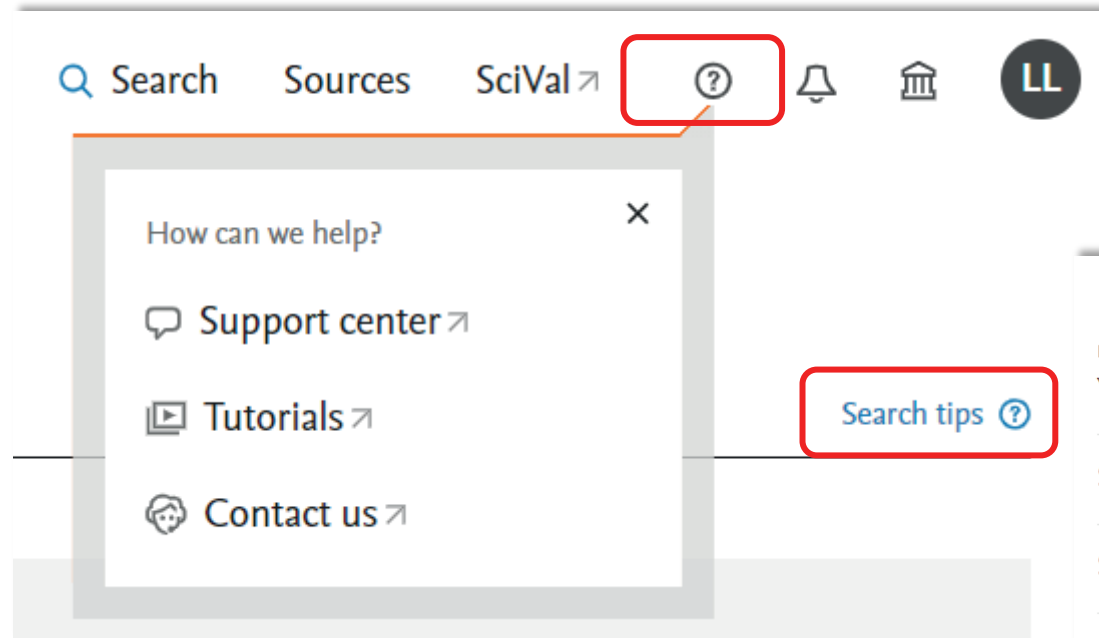 Search Sources SciVal LL
How can we help?
Support center
Tutorials
Search tips
Contact us